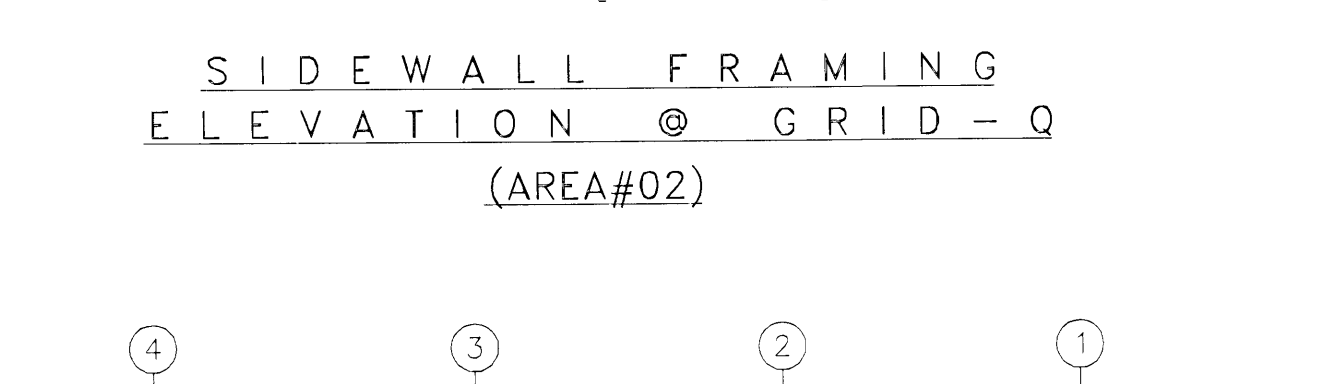 SIDEWALL FRAMING
ELEVATION @ GRID-Q
(AREA#02)
4 3 2 1